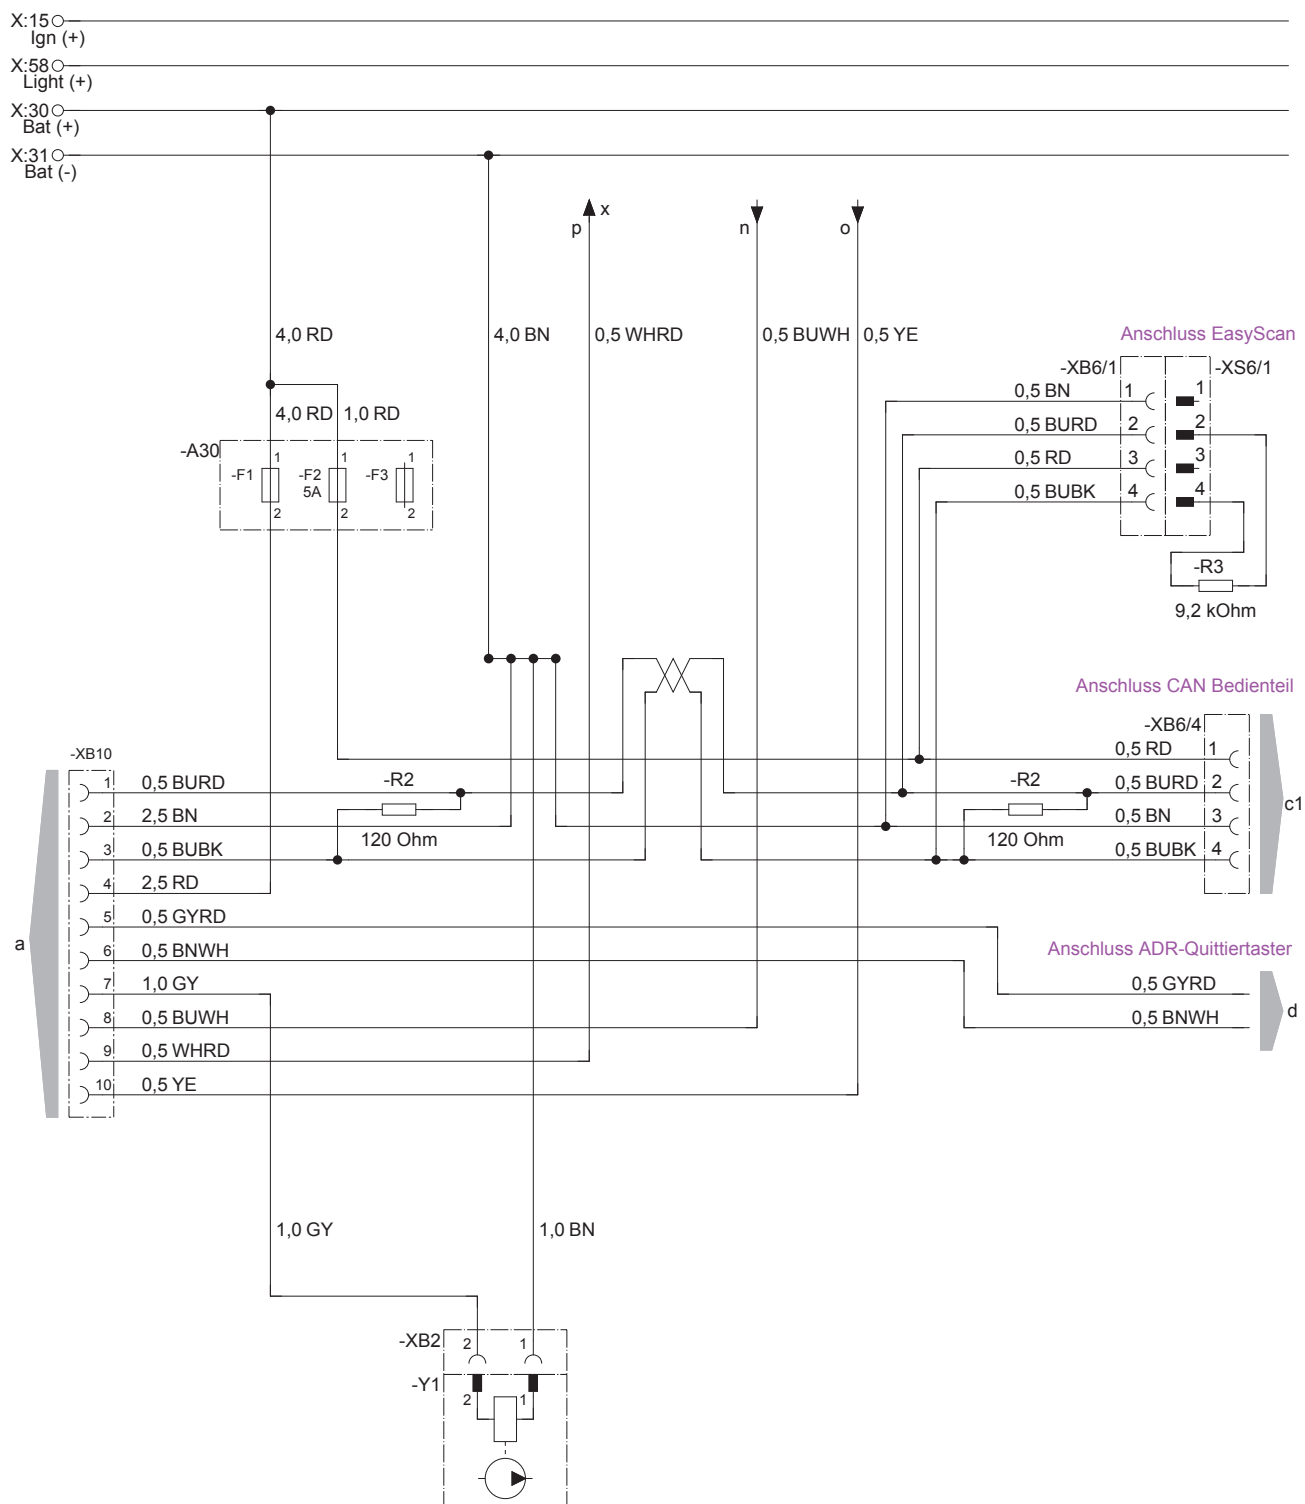 X:15
Ign (+)
X:58
Light (+)
X:30
Bat (+)
X:31
Bat (-)
x
p
n
o
4,0 RD
4,0 BN
0,5 WHRD
0,5 BUWH
0,5 YE
Anschluss EasyScan
-XB6/1
-XS6/1
0,5 BN
1
1
0,5 BURD
2
2
0,5 RD
3
3
0,5 BUBK
4
4
-R3
9,2 kOhm
4,0 RD
1,0 RD
-A30
1
1
1
-F1
-F2
5A
-F3
2
2
2
Anschluss CAN Bedienteil
-XB6/4
0,5 RD
1
0,5 BURD
2
0,5 BN
3
0,5 BUBK
4
c1
-R2
120 Ohm
-R2
120 Ohm
-XB10
1
0,5 BURD
2
2,5 BN
3
0,5 BUBK
4
2,5 RD
5
0,5 GYRD
6
0,5 BNWH
7
1,0 GY
8
0,5 BUWH
9
0,5 WHRD
10
0,5 YE
a
Anschluss ADR-Quittiertaster
0,5 GYRD
0,5 BNWH
d
1,0 GY
1,0 BN
-XB2
2
1
-Y1
2
1